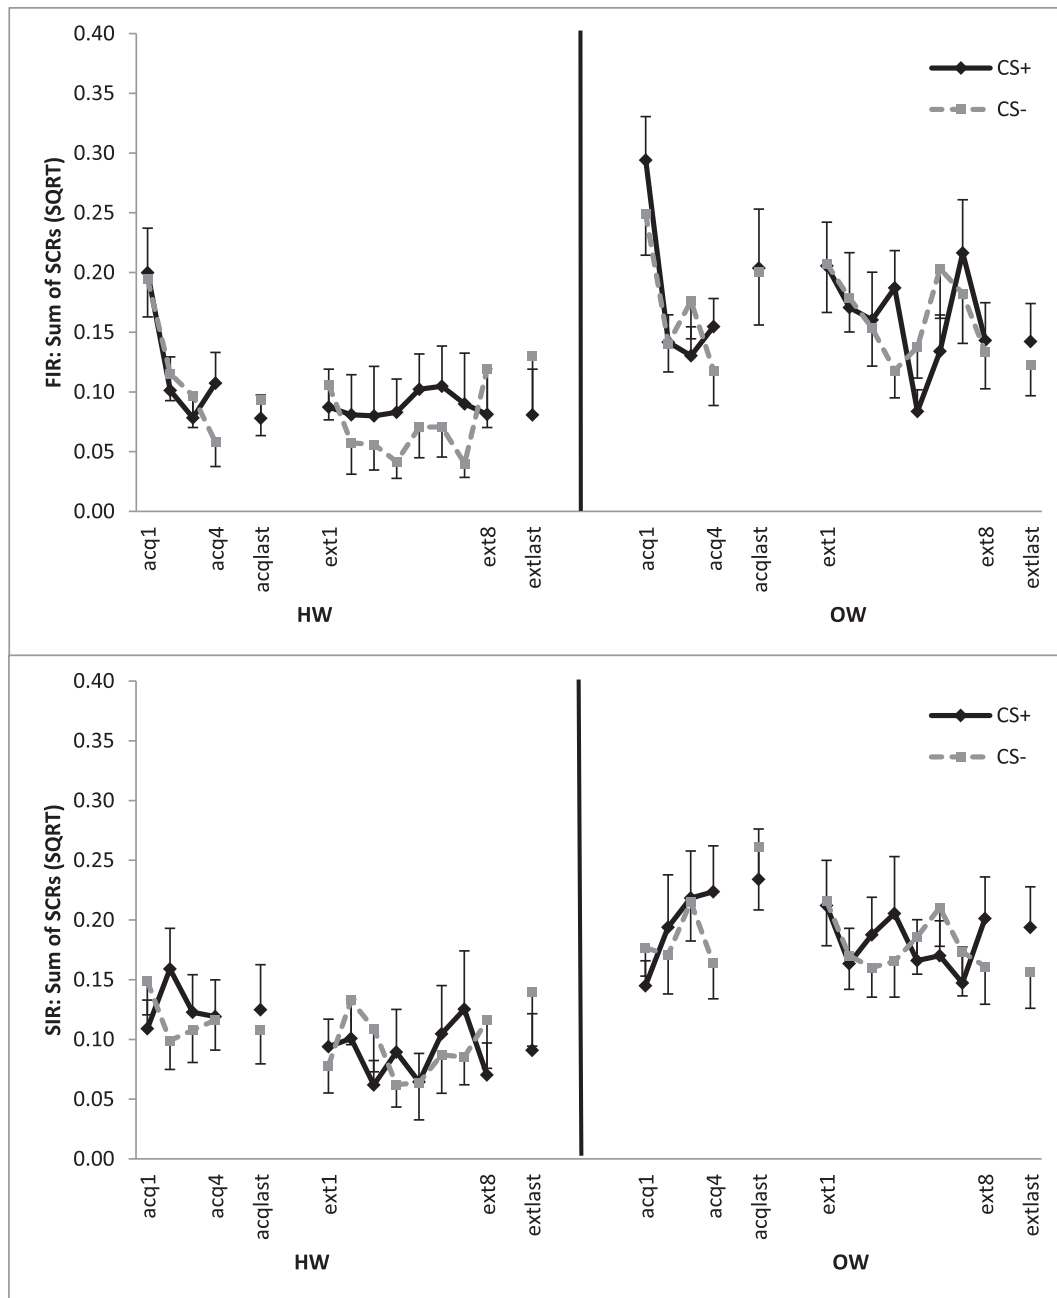 FIR: Sum of SCRs (SQRT)
0.40
0.35
0.30
0.25
0.20
0.15
0.10
0.05
0.00
CS+
CS-
acq1
acq4
acqlast
ext1
ext8
extlast
acq1
acq4
acqlast
ext1
ext8
extlast
HW
OW
SIR: Sum of SCRs (SQRT)
0.40
0.35
0.30
0.25
0.20
0.15
0.10
0.05
0.00
CS+
CS-
acq1
acq4
acqlast
ext1
ext8
extlast
acq1
acq4
acqlast
ext1
ext8
extlast
HW
OW